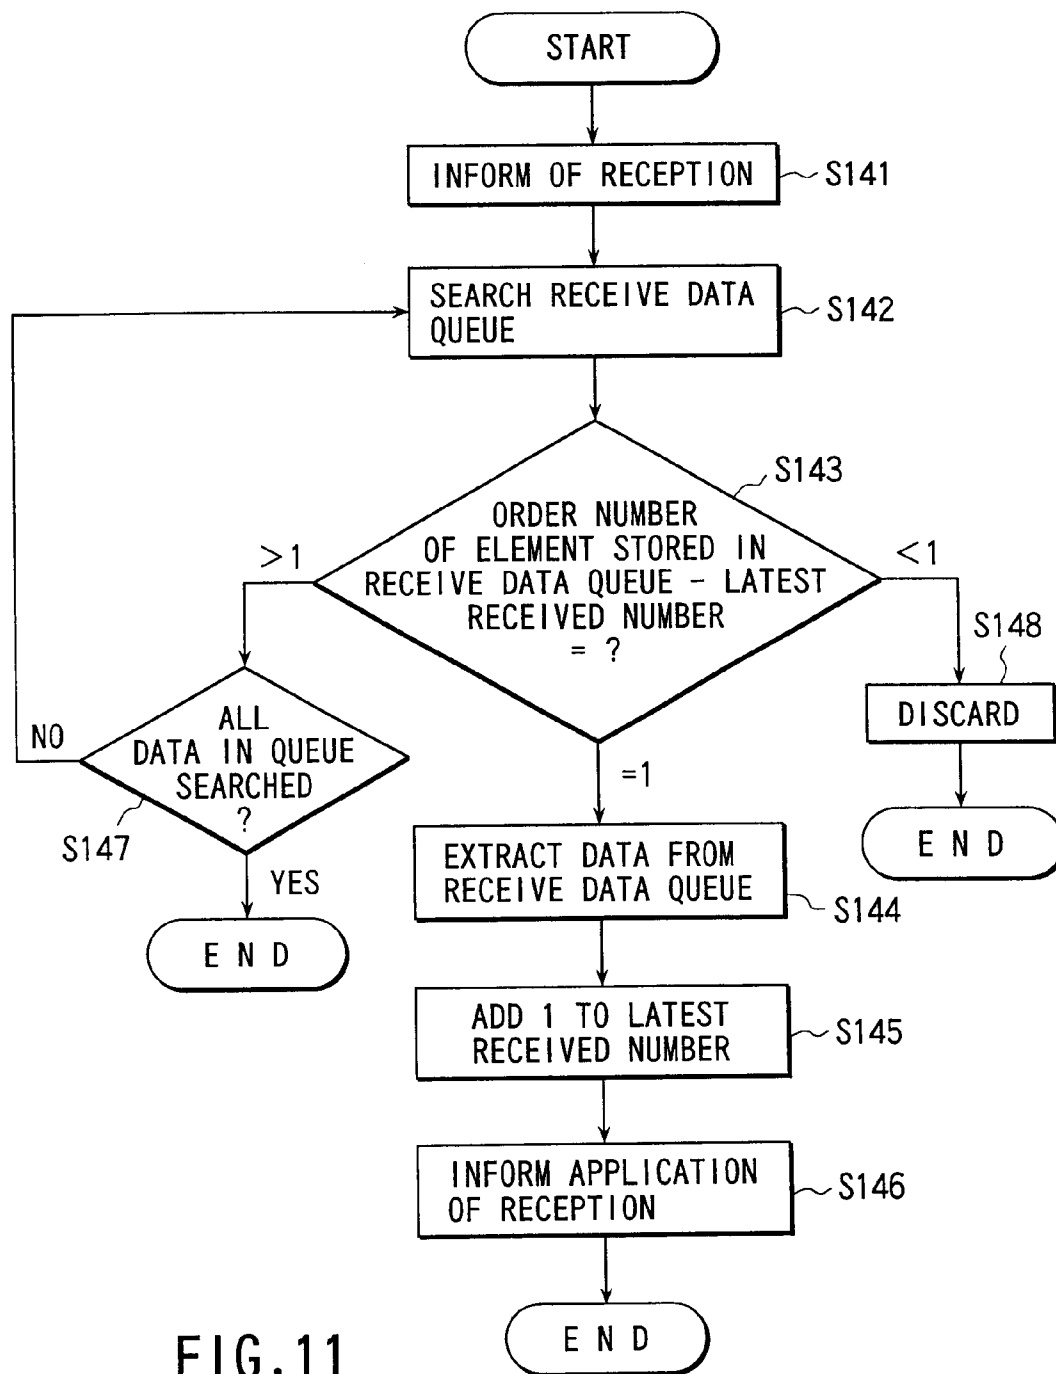 START
INFORM OF RECEPTION
S141
SEARCH RECEIVE DATA
QUEUE
S142
S143
ORDER NUMBER
OF ELEMENT STORED IN
RECEIVE DATA QUEUE - LATEST
RECEIVED NUMBER
= ?
>1
<1
=1
S148
DISCARD
END
ALL
DATA IN QUEUE
SEARCHED
?
NO
S147
YES
END
EXTRACT DATA FROM
RECEIVE DATA QUEUE
S144
ADD 1 TO LATEST
RECEIVED NUMBER
S145
INFORM APPLICATION
OF RECEPTION
S146
END
FIG.11